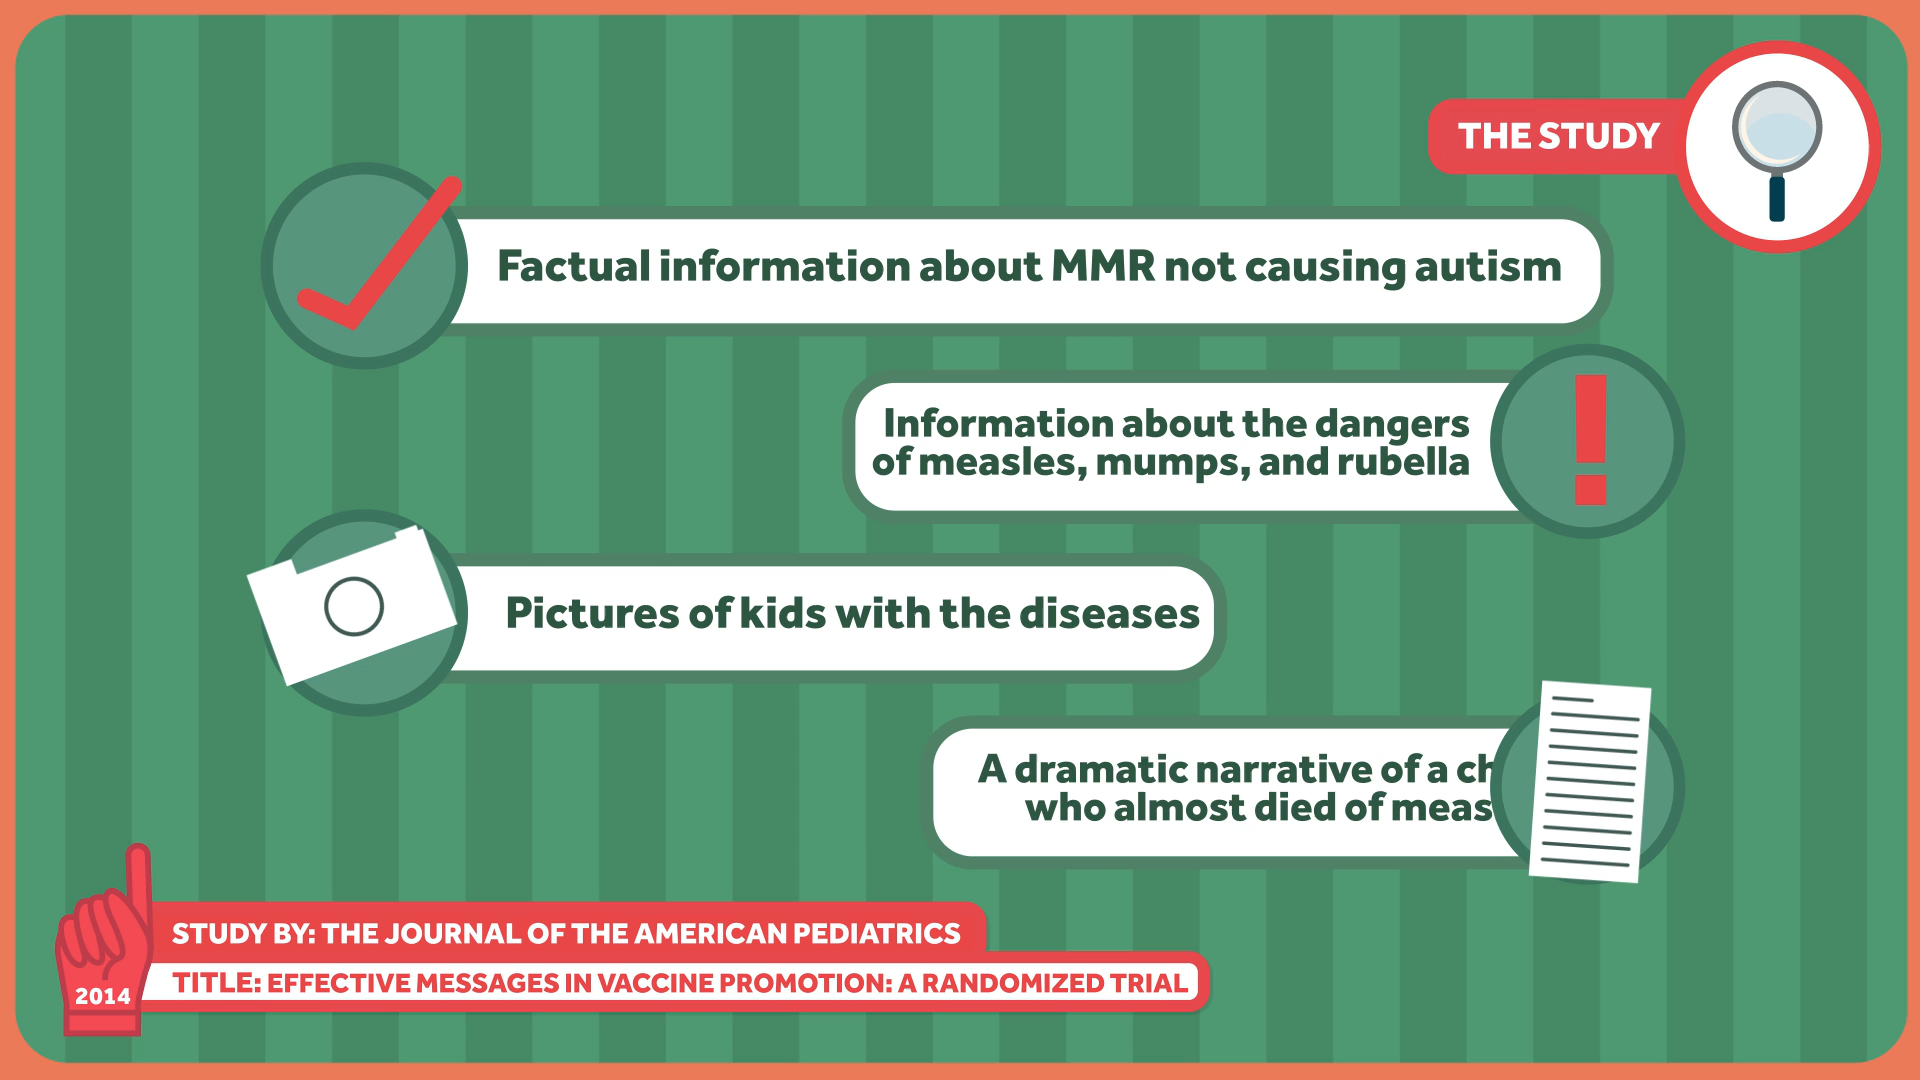 THE STUDY
Factual information about MMR not causing autism
Information about the dangers
of measles, mumps, and rubella
Pictures of kids with the diseases
A dramatic narrative of a
who almost died of
STUDY BY: THE JOURNAL OF THE AMERICAN PEDIATRICS
TITLE: EFFECTIVE MESSAGES IN VACCINE PROMOTION: A RANDOMIZED TRIAL
2014